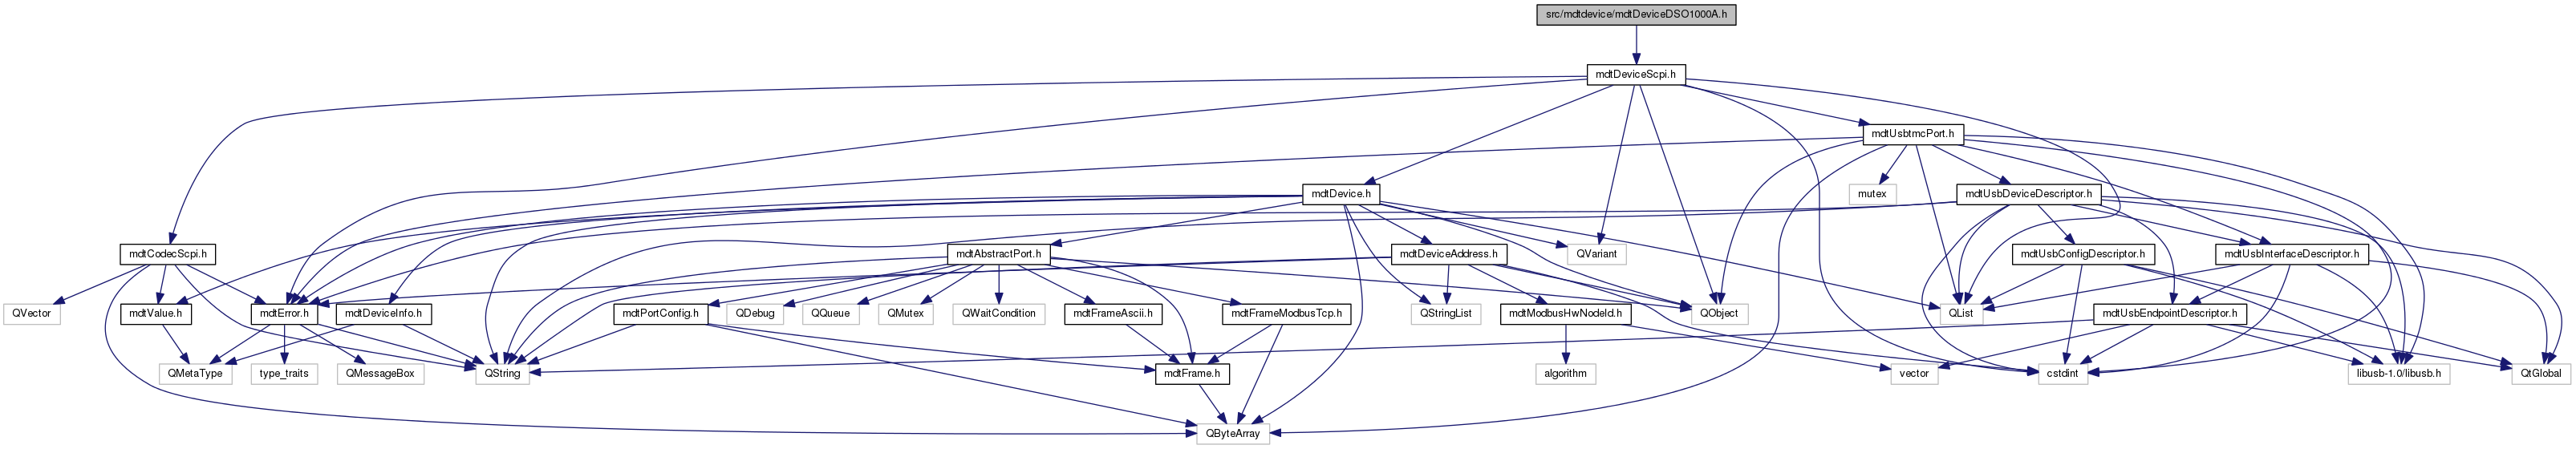 src/mdtdevice/mdtDeviceDSO1000A.h
mdtDeviceScpi.h
mdtUsbtmcPort.h
mdtDevice.h
mutex
mdtUsbDeviceDescriptor.h
mdtCodecScpi.h
mdtAbstractPort.h
mdtDeviceAddress.h
QVariant
mdtUsbConfigDescriptor.h
mdtUsbInterfaceDescriptor.h
QVector
mdtValue.h
mdtError.h
mdtDeviceInfo.h
mdtPortConfig.h
QDebug
QQueue
QMutex
QWaitCondition
mdtFrameAscii.h
mdtFrameModbusTcp.h
QStringList
mdtModbusHwNodeId.h
QObject
QList
mdtUsbEndpointDescriptor.h
QMetaType
type_traits
QMessageBox
QString
mdtFrame.h
algorithm
vector
cstdint
libusb-1.0/libusb.h
QtGlobal
QByteArray